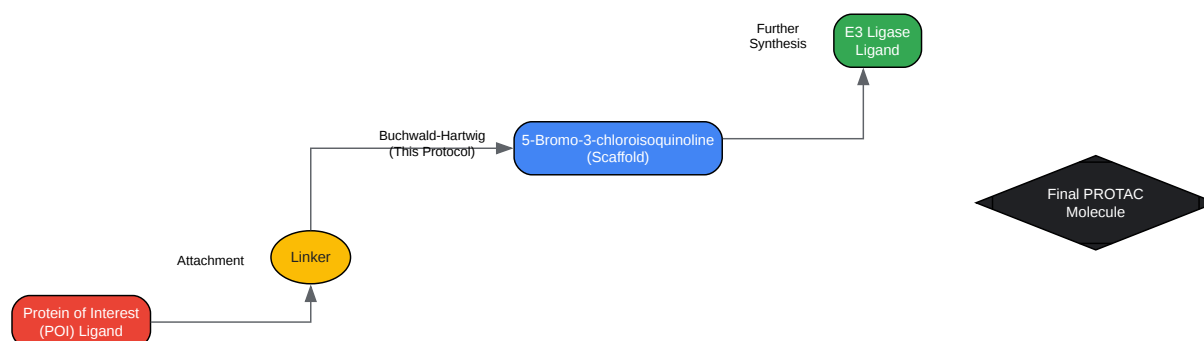 Further
Synthesis
E3 Ligase
Ligand
Buchwald-Hartwig
(This Protocol)
5-Bromo-3-chloroisoquinoline
(Scaffold)
Final PROTAC
Molecule
Attachment
Linker
Protein of Interest
(POI) Ligand